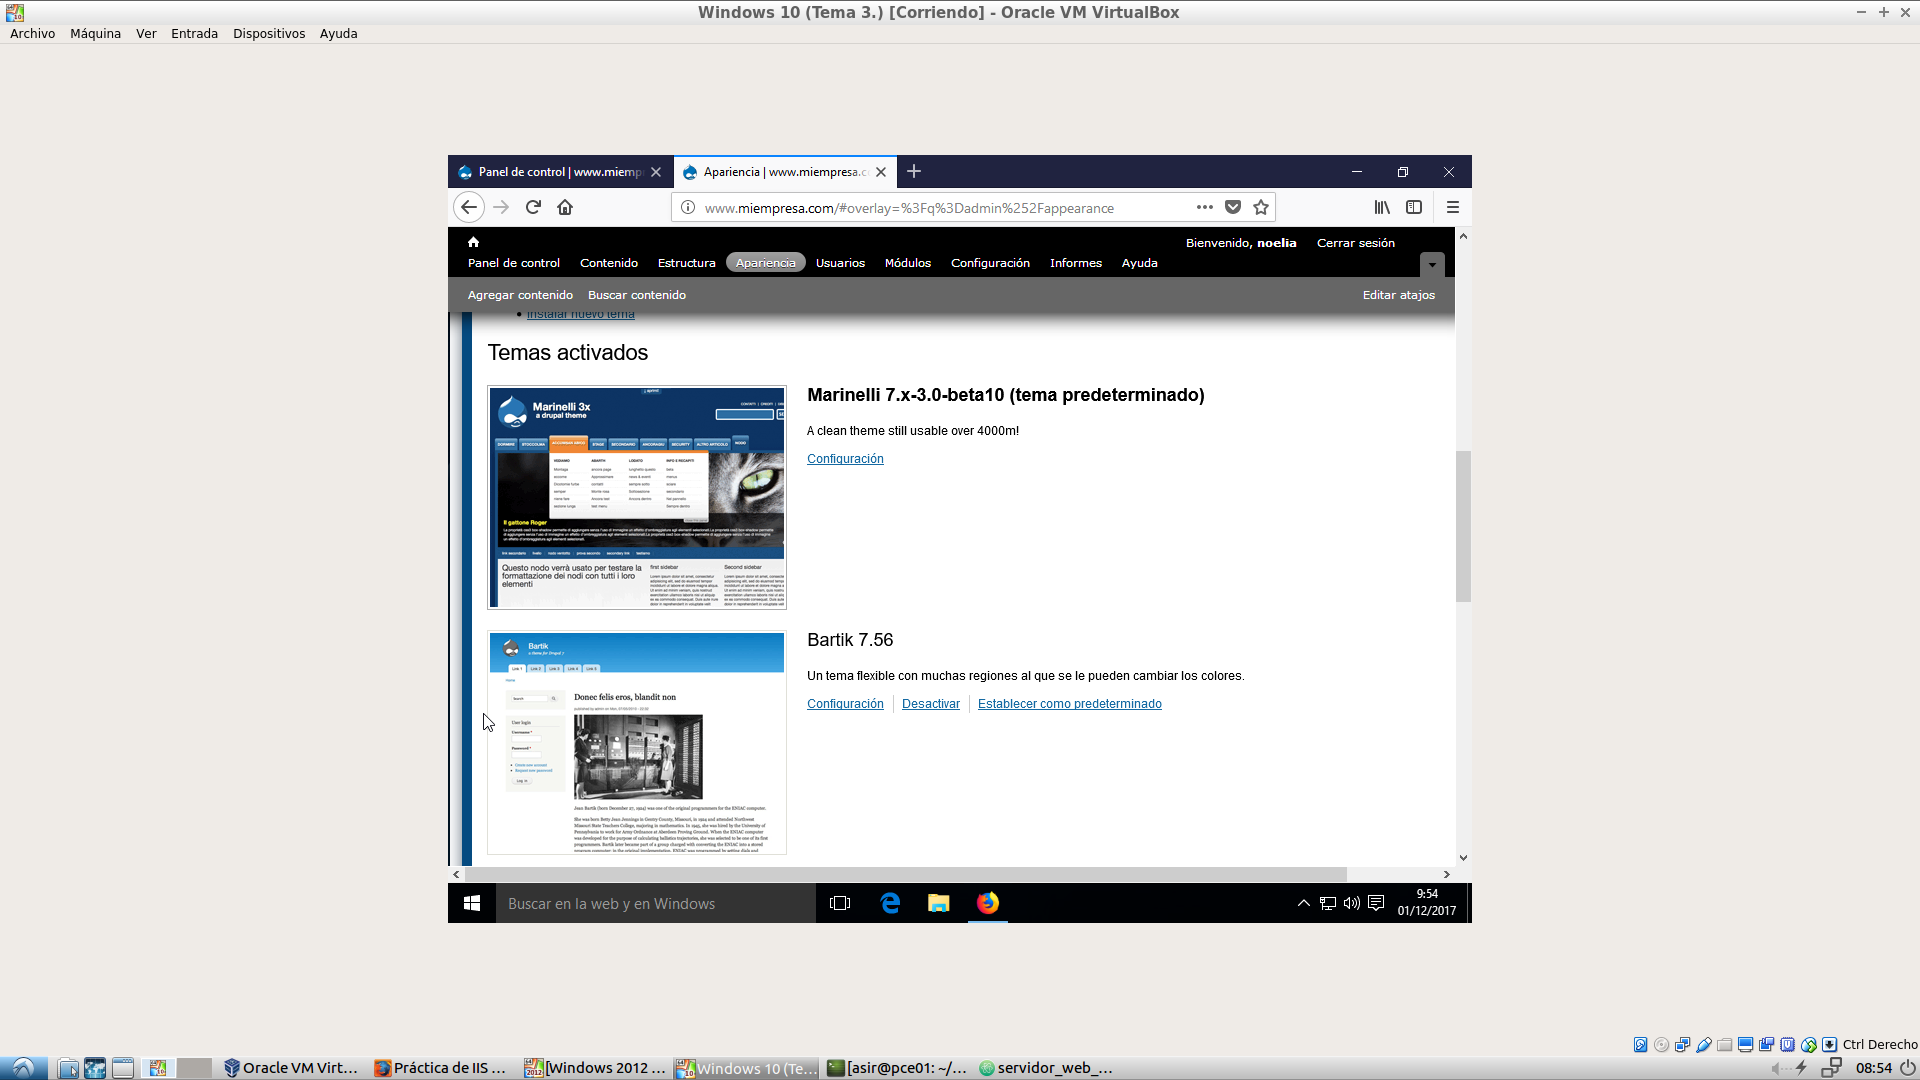 Windows 10 (Tema 3.) [Corriendo] - Oracle VM VirtualBox
Archivo Máquina Ver Entrada Dispositivos Ayuda
Panel de control | www.miemp
Apariencia | www.miempresa.c
www.miempresa.com/#overlay=%3Fq%3Dadmin%252Fappearance
Bienvenido, noelia Cerrar sesión
Panel de control Contenido Estructura Apariencia Usuarios Módulos Configuración Informes Ayuda
Agregar contenido Buscar contenido Editar atajos
Instalar nuevo tema
Temas activados
Marinelli 3x
a drupal theme
Il gattone Roger
Questo nodo verrà usato per testare la
formattazione dei nodi con tutti i loro
elementi
first sidebar
Second sidebar
Marinelli 7.x-3.0-beta10 (tema predeterminado)
A clean theme still usable over 4000m!
Configuración
Bartik
Donec felis eros, blandit non
User login
Bartik 7.56
Un tema flexible con muchas regiones al que se le pueden cambiar los colores.
Configuración Desactivar Establecer como predeterminado
Buscar en la web y en Windows
9:54
01/12/2017
Ctrl Derecho
Oracle VM Virt...
Práctica de IIS ...
[Windows 2012 ...
Windows 10 (Te...
[asir@pce01: ~/...
servidor_web_...
08:54